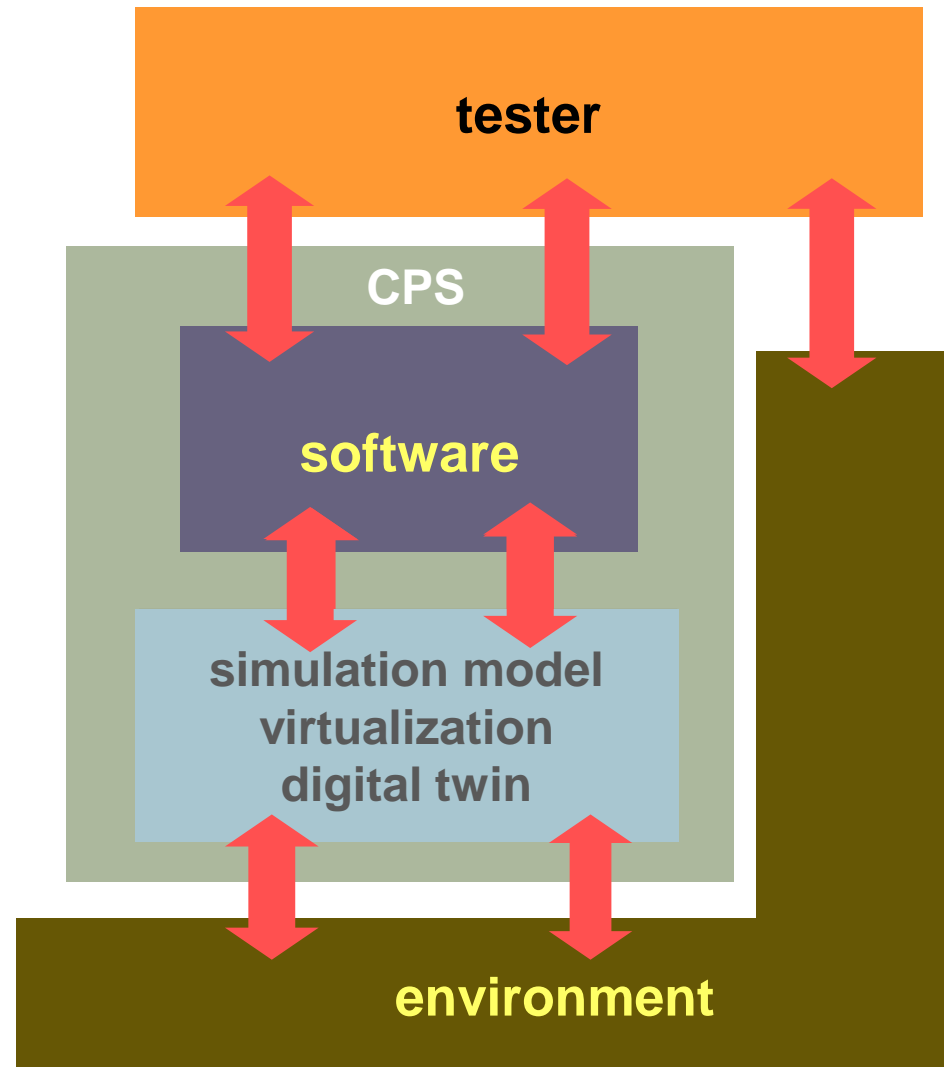 tester
CPS
software
simulation model
virtualization
digital twin
environment